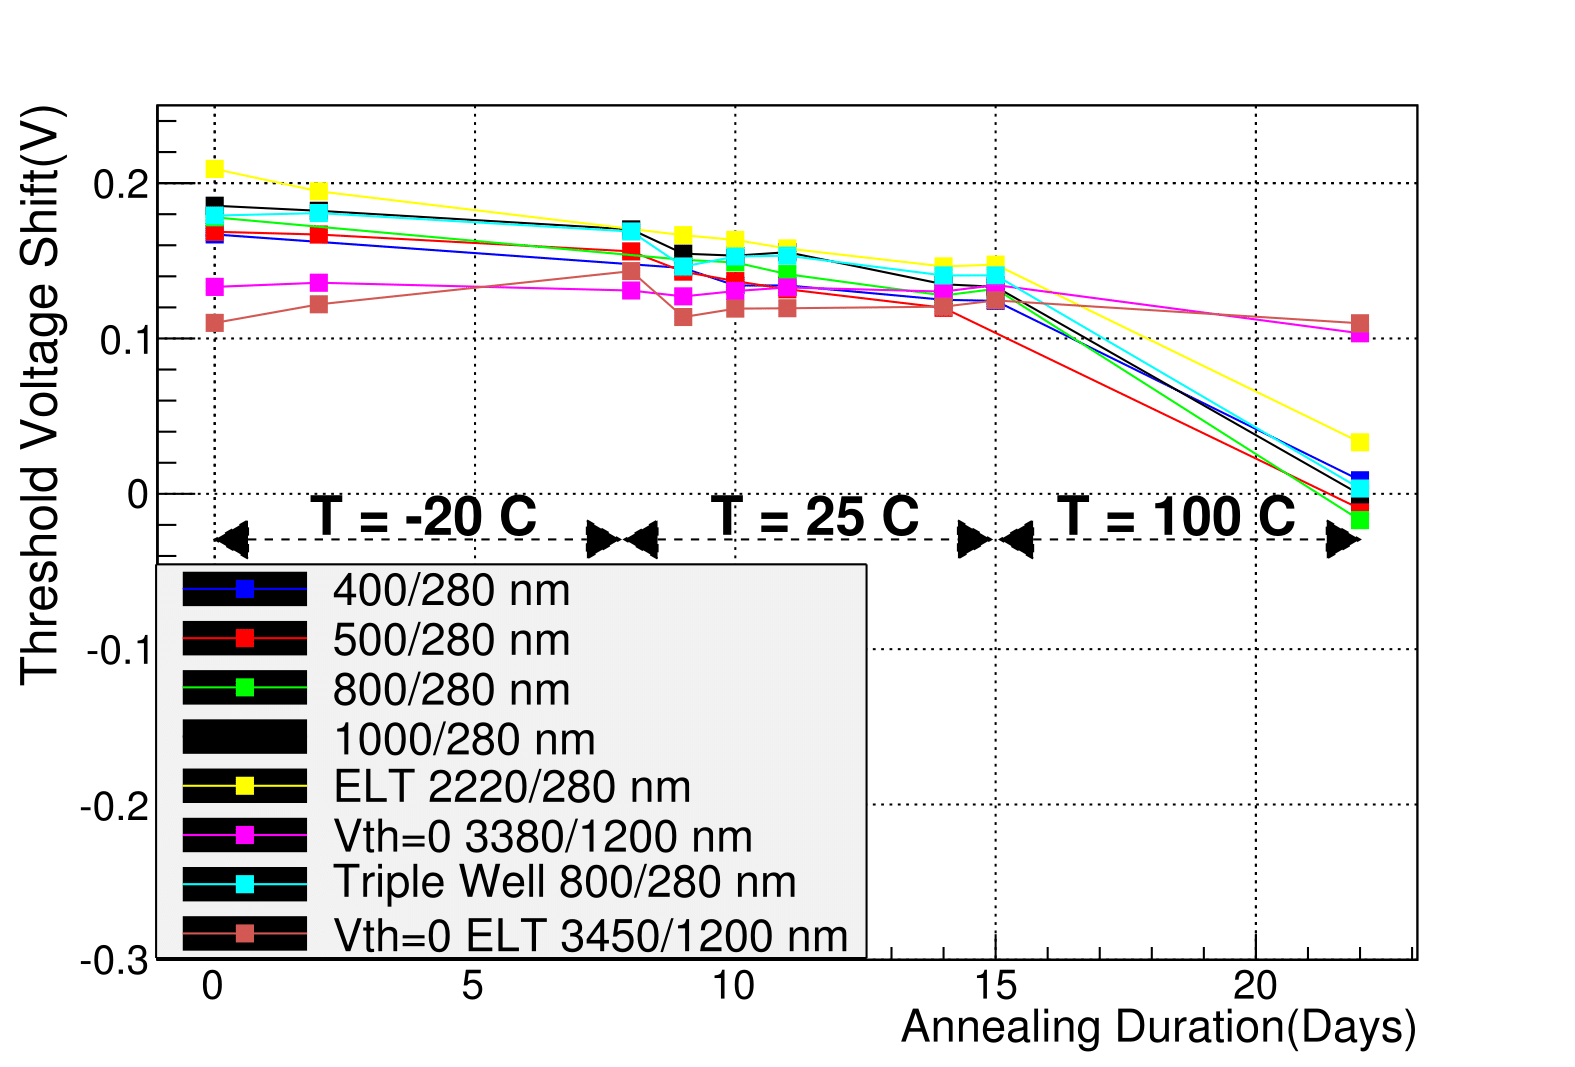 Threshold Voltage Shift(V)
0.2
0.1
0
-0.1
-0.2
-0.3
T = -20 C
T = 25 C
T = 100 C
400/280 nm
500/280 nm
800/280 nm
1000/280 nm
ELT 2220/280 nm
Vth=0 3380/1200 nm
Triple Well 800/280 nm
Vth=0 ELT 3450/1200 nm
0 5 10 15 20
Annealing Duration(Days)